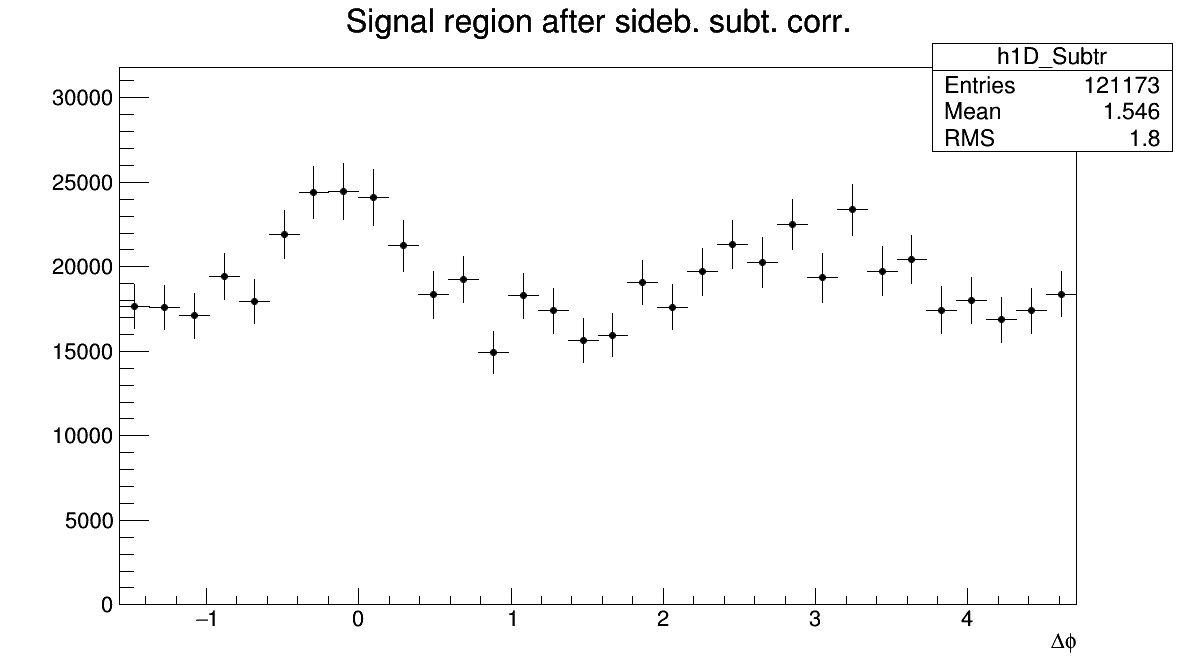 Signal region after sideb. subt. corr.
h1D_Subtr
Entries 121173
Mean 1.546
RMS 1.8
30000
25000
20000
15000
10000
5000
0
−1 0 1 2 3 4
Δϕ